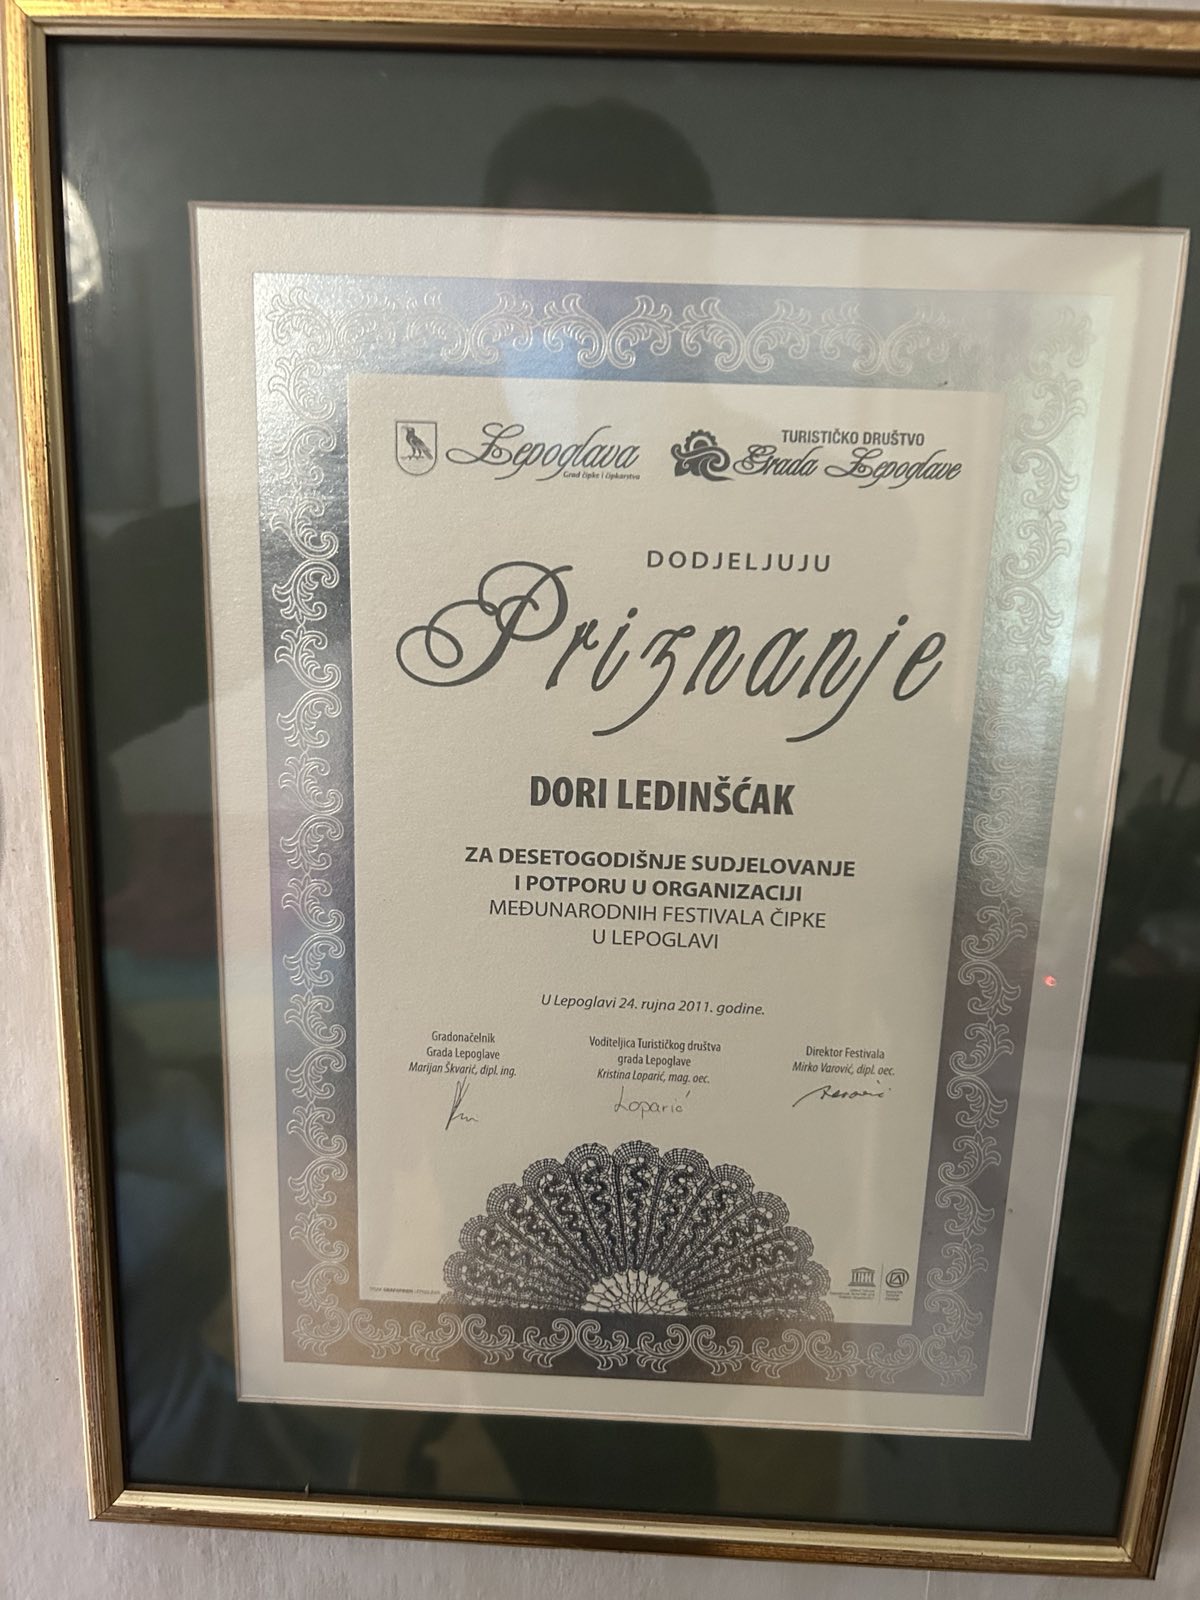 Lepoglava
Grad čipke i čipkarstva
TURISTIČKO DRUŠTVO
Grada Lepoglave
DODJELJUJU
Priznanje
DORI LEDINŠĆAK
ZA DESETOGODIŠNJE SUDJELOVANJE
I POTPORU U ORGANIZACIJI
MEĐUNARODNIH FESTIVALA ČIPKE
U LEPOGLAVI
U Lepoglavi 24. rujna 2011. godine.
Gradonačelnik
Grada Lepoglave
Marijan Škvarić, dipl. ing.
Voditeljica Turističkog društva
grada Lepoglave
Kristina Loparić, mag. oec.
Loparić
Direktor Festivala
Mirko Varović, dipl. oec.